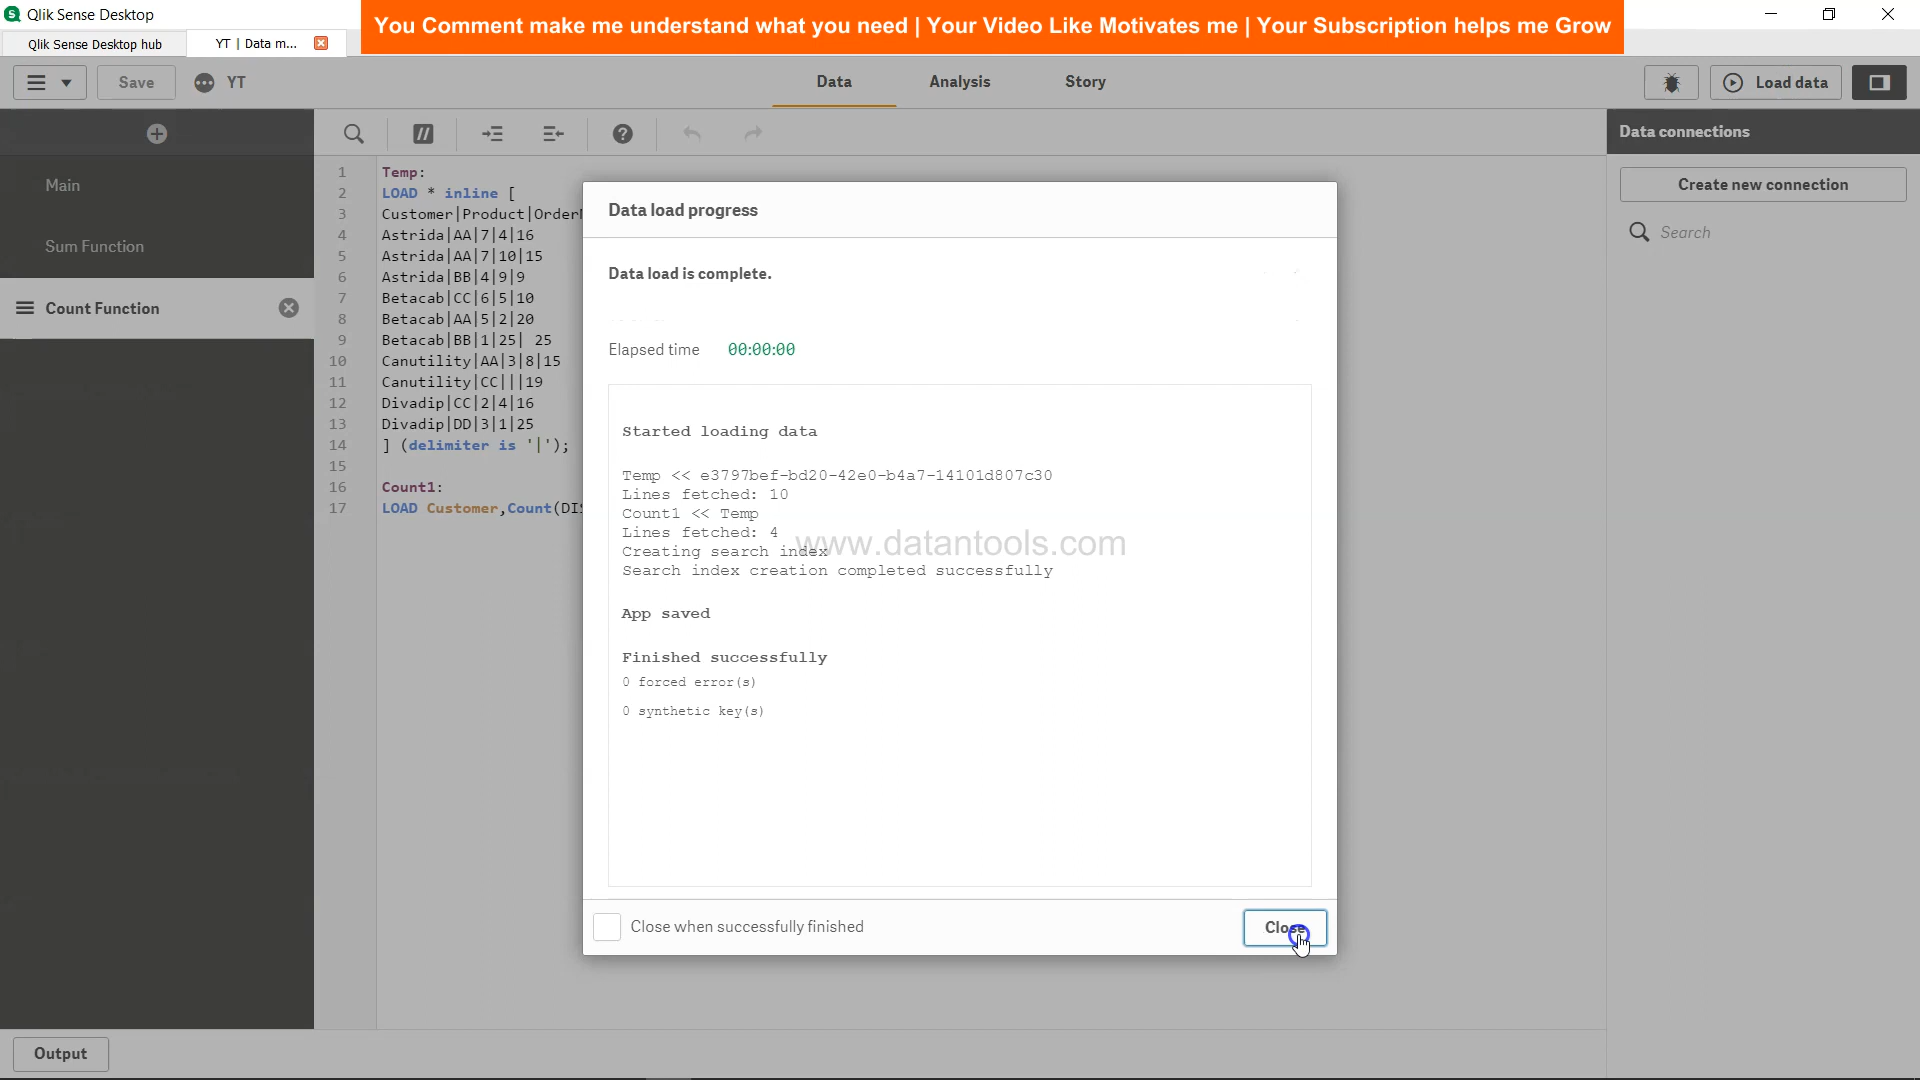 Qlik Sense Desktop
You Comment make me understand what you need | Your Video Like Motivates me | Your Subscription helps me Grow
Qlik Sense Desktop hub
YT | Data m...
Save
YT
Data
Analysis
Story
Load data
Main
Sum Function
Count Function
1 Temp:
2 LOAD * inline [
3 Customer|Product|Order
4 Astrida|AA|7|4|16
5 Astrida|AA|7|10|15
6 Astrida|BB|4|9|9
7 Betacab|CC|6|5|10
8 Betacab|AA|5|2|20
9 Betacab|BB|1|25| 25
10 Canutility|AA|3|8|15
11 Canutility|CC|||19
12 Divadip|CC|2|4|16
13 Divadip|DD|3|1|25
14 ] (delimiter is '|');
15
16 Count1:
17 LOAD Customer,Count(DIS
Data load progress
Data load is complete.
Elapsed time 00:00:00
Started loading data
Temp << e3797bef-bd20-42e0-b4a7-14101d807c30
Lines fetched: 10
Count1 << Temp
Lines fetched: 4
Creating search index
Search index creation completed successfully
App saved
Finished successfully
0 forced error(s)
0 synthetic key(s)
www.datantools.com
Close when successfully finished
Close
Data connections
Create new connection
Search
Output